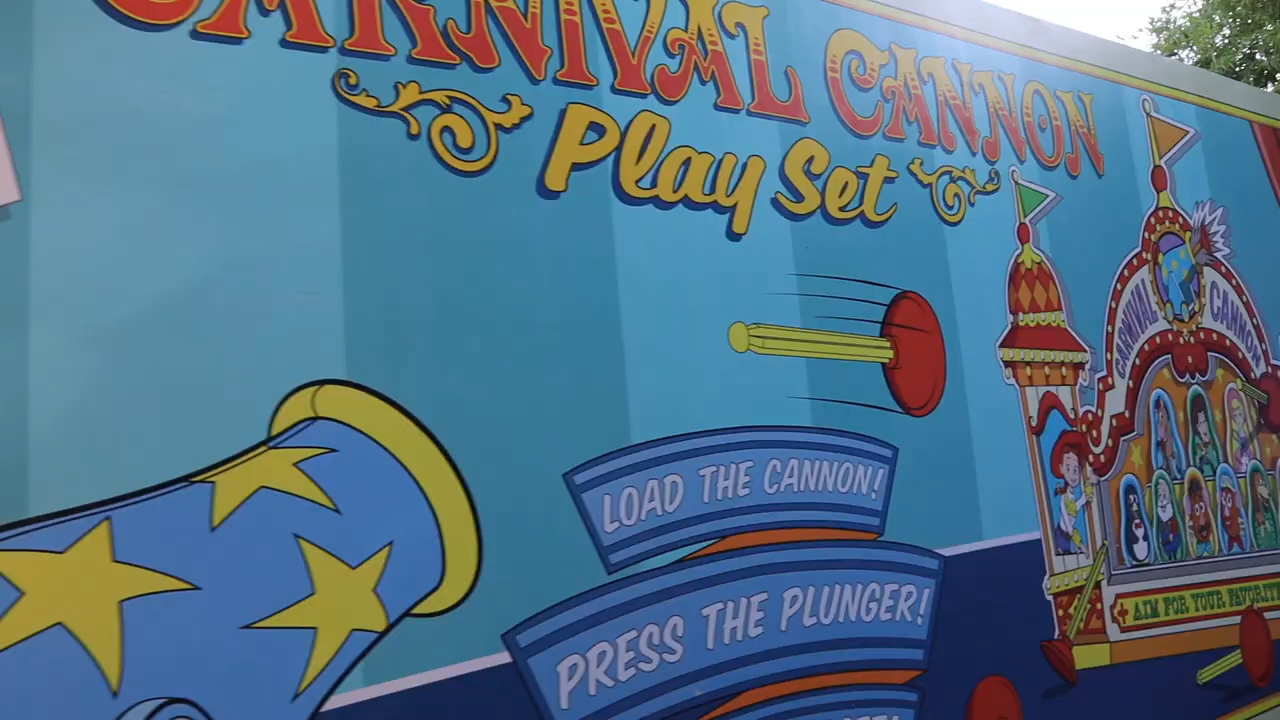 CARNIVAL CANNON
Play Set
CARNIVAL CANNON
LOAD THE CANNON!
PRESS THE PLUNGER!
AIM FOR YOUR FAVORITE